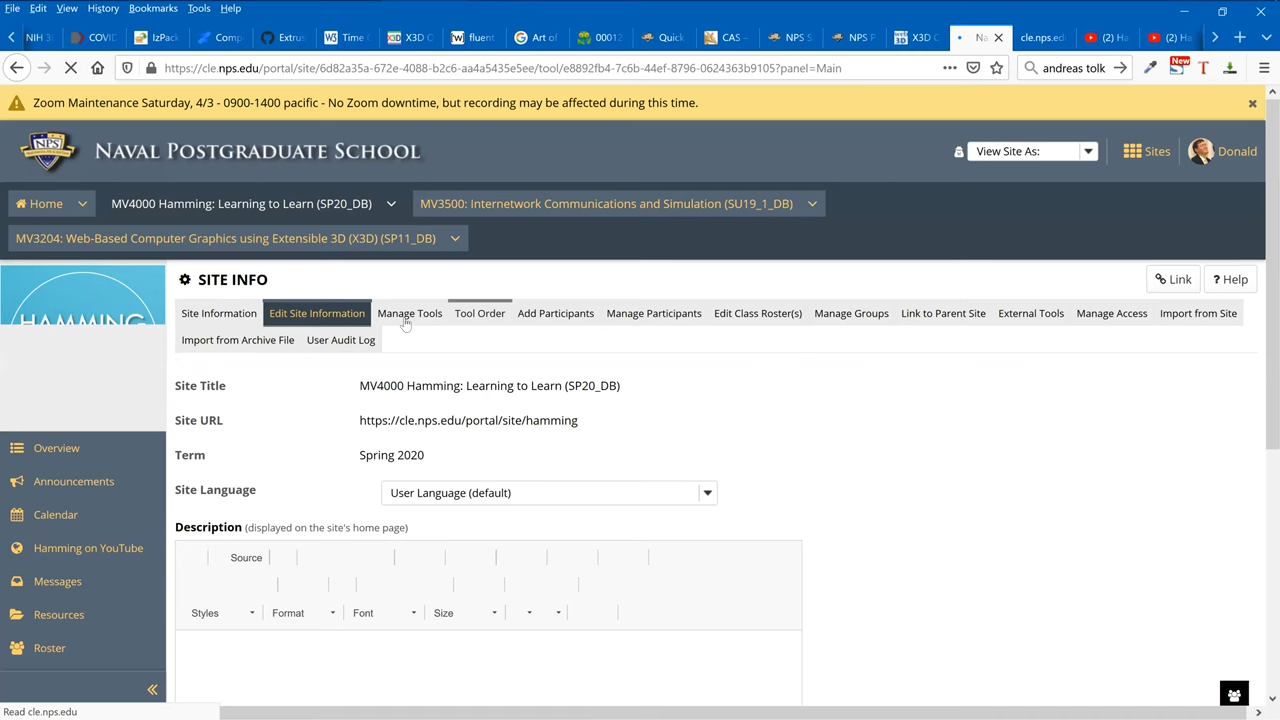 File Edit View History Bookmarks Tools Help
NIH 3 COVID IzPack Comp Extrus Time C X3D C fluent Art of 00012 Quick CAS – NPS S NPS P X3D C Na cle.nps.edu (2) Ha (2) Ha
https://cle.nps.edu/portal/site/6d82a35a-672e-4088-b2c6-aa4a5435e5ee/tool/e8892fb4-7c6b-44ef-8796-0624363b9105?panel=Main andreas tolk New
Zoom Maintenance Saturday, 4/3 - 0900-1400 pacific - No Zoom downtime, but recording may be affected during this time.
NPS NAVAL POSTGRADUATE SCHOOL View Site As: Sites Donald
Home MV4000 Hamming: Learning to Learn (SP20_DB) MV3500: Internetwork Communications and Simulation (SU19_1_DB)
MV3204: Web-Based Computer Graphics using Extensible 3D (X3D) (SP11_DB)
HAMMING
SITE INFO Link ? Help
Site Information Edit Site Information Manage Tools Tool Order Add Participants Manage Participants Edit Class Roster(s) Manage Groups Link to Parent Site External Tools Manage Access Import from Site
Import from Archive File User Audit Log
Site Title MV4000 Hamming: Learning to Learn (SP20_DB)
Site URL https://cle.nps.edu/portal/site/hamming
Term Spring 2020
Site Language User Language (default)
Description (displayed on the site's home page)
Source
Styles Format Font Size
Overview
Announcements
Calendar
Hamming on YouTube
Messages
Resources
Roster
Read cle.nps.edu